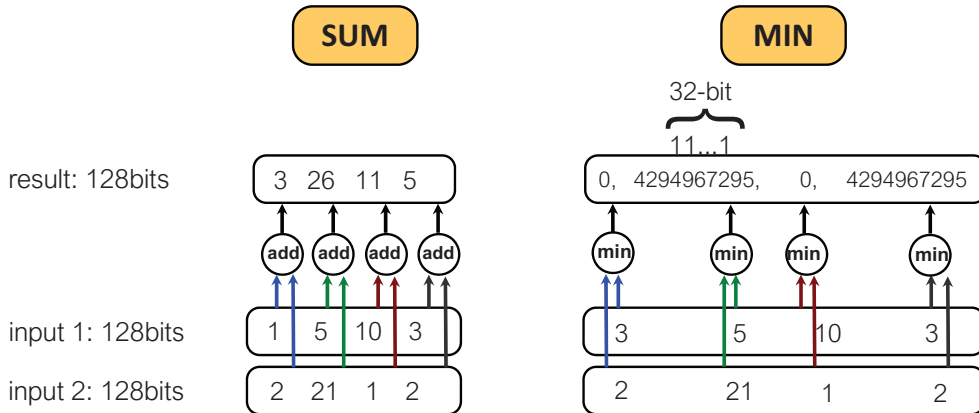 SUM MIN
32-bit
11...1
result: 128bits 3 26 11 5 0, 4294967295, 0, 4294967295
add add add add min min min min
input 1: 128bits 1 5 10 3 3 5 10 3
input 2: 128bits 2 21 1 2 2 21 1 2